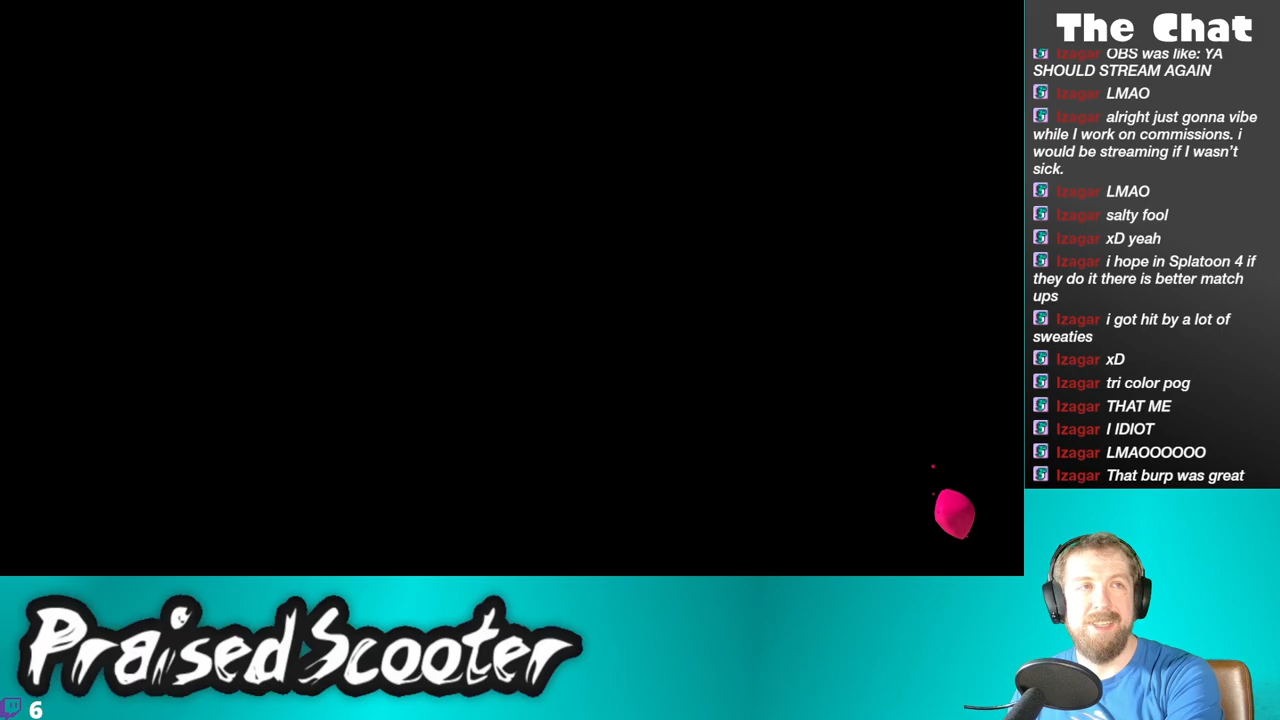 The Chat
Izagar OBS was like: YA
SHOULD STREAM AGAIN
Izagar LMAO
Izagar alright just gonna vibe
while I work on commissions. i
would be streaming if I wasn't
sick.
Izagar LMAO
Izagar salty fool
Izagar xD yeah
Izagar i hope in Splatoon 4 if
they do it there is better match
ups
Izagar i got hit by a lot of
sweaties
Izagar xD
Izagar tri color pog
Izagar THAT ME
Izagar I IDIOT
Izagar LMAOOOOOO
Izagar That burp was great
PraisedScooter
6